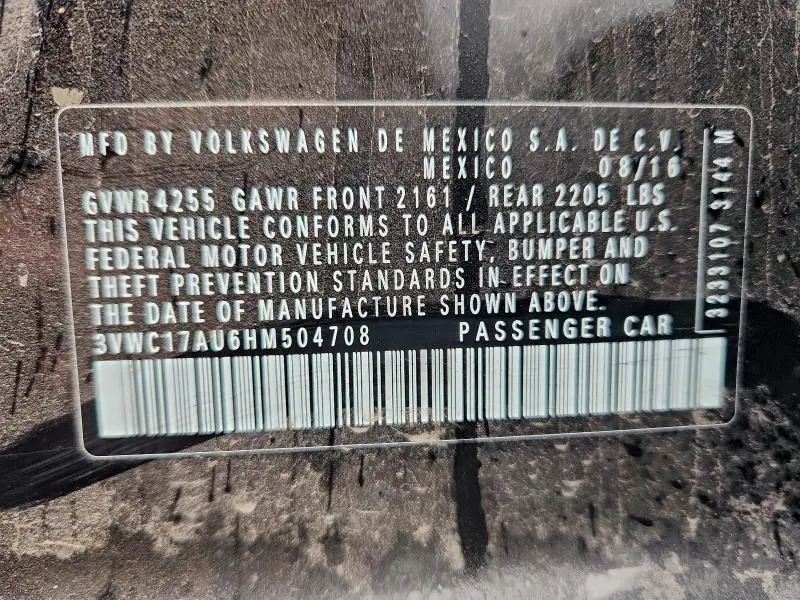 MFD BY VOLKSWAGEN DE MEXICO S.A. DE C.V.
MEXICO 08/16
GVWR 4255 GAWR FRONT 2161 / REAR 2205 LBS
THIS VEHICLE CONFORMS TO ALL APPLICABLE U.S.
FEDERAL MOTOR VEHICLE SAFETY, BUMPER AND
THEFT PREVENTION STANDARDS IN EFFECT ON
THE DATE OF MANUFACTURE SHOWN ABOVE.
3VWC17AU6HM504708 PASSENGER CAR
3233107 3144 M